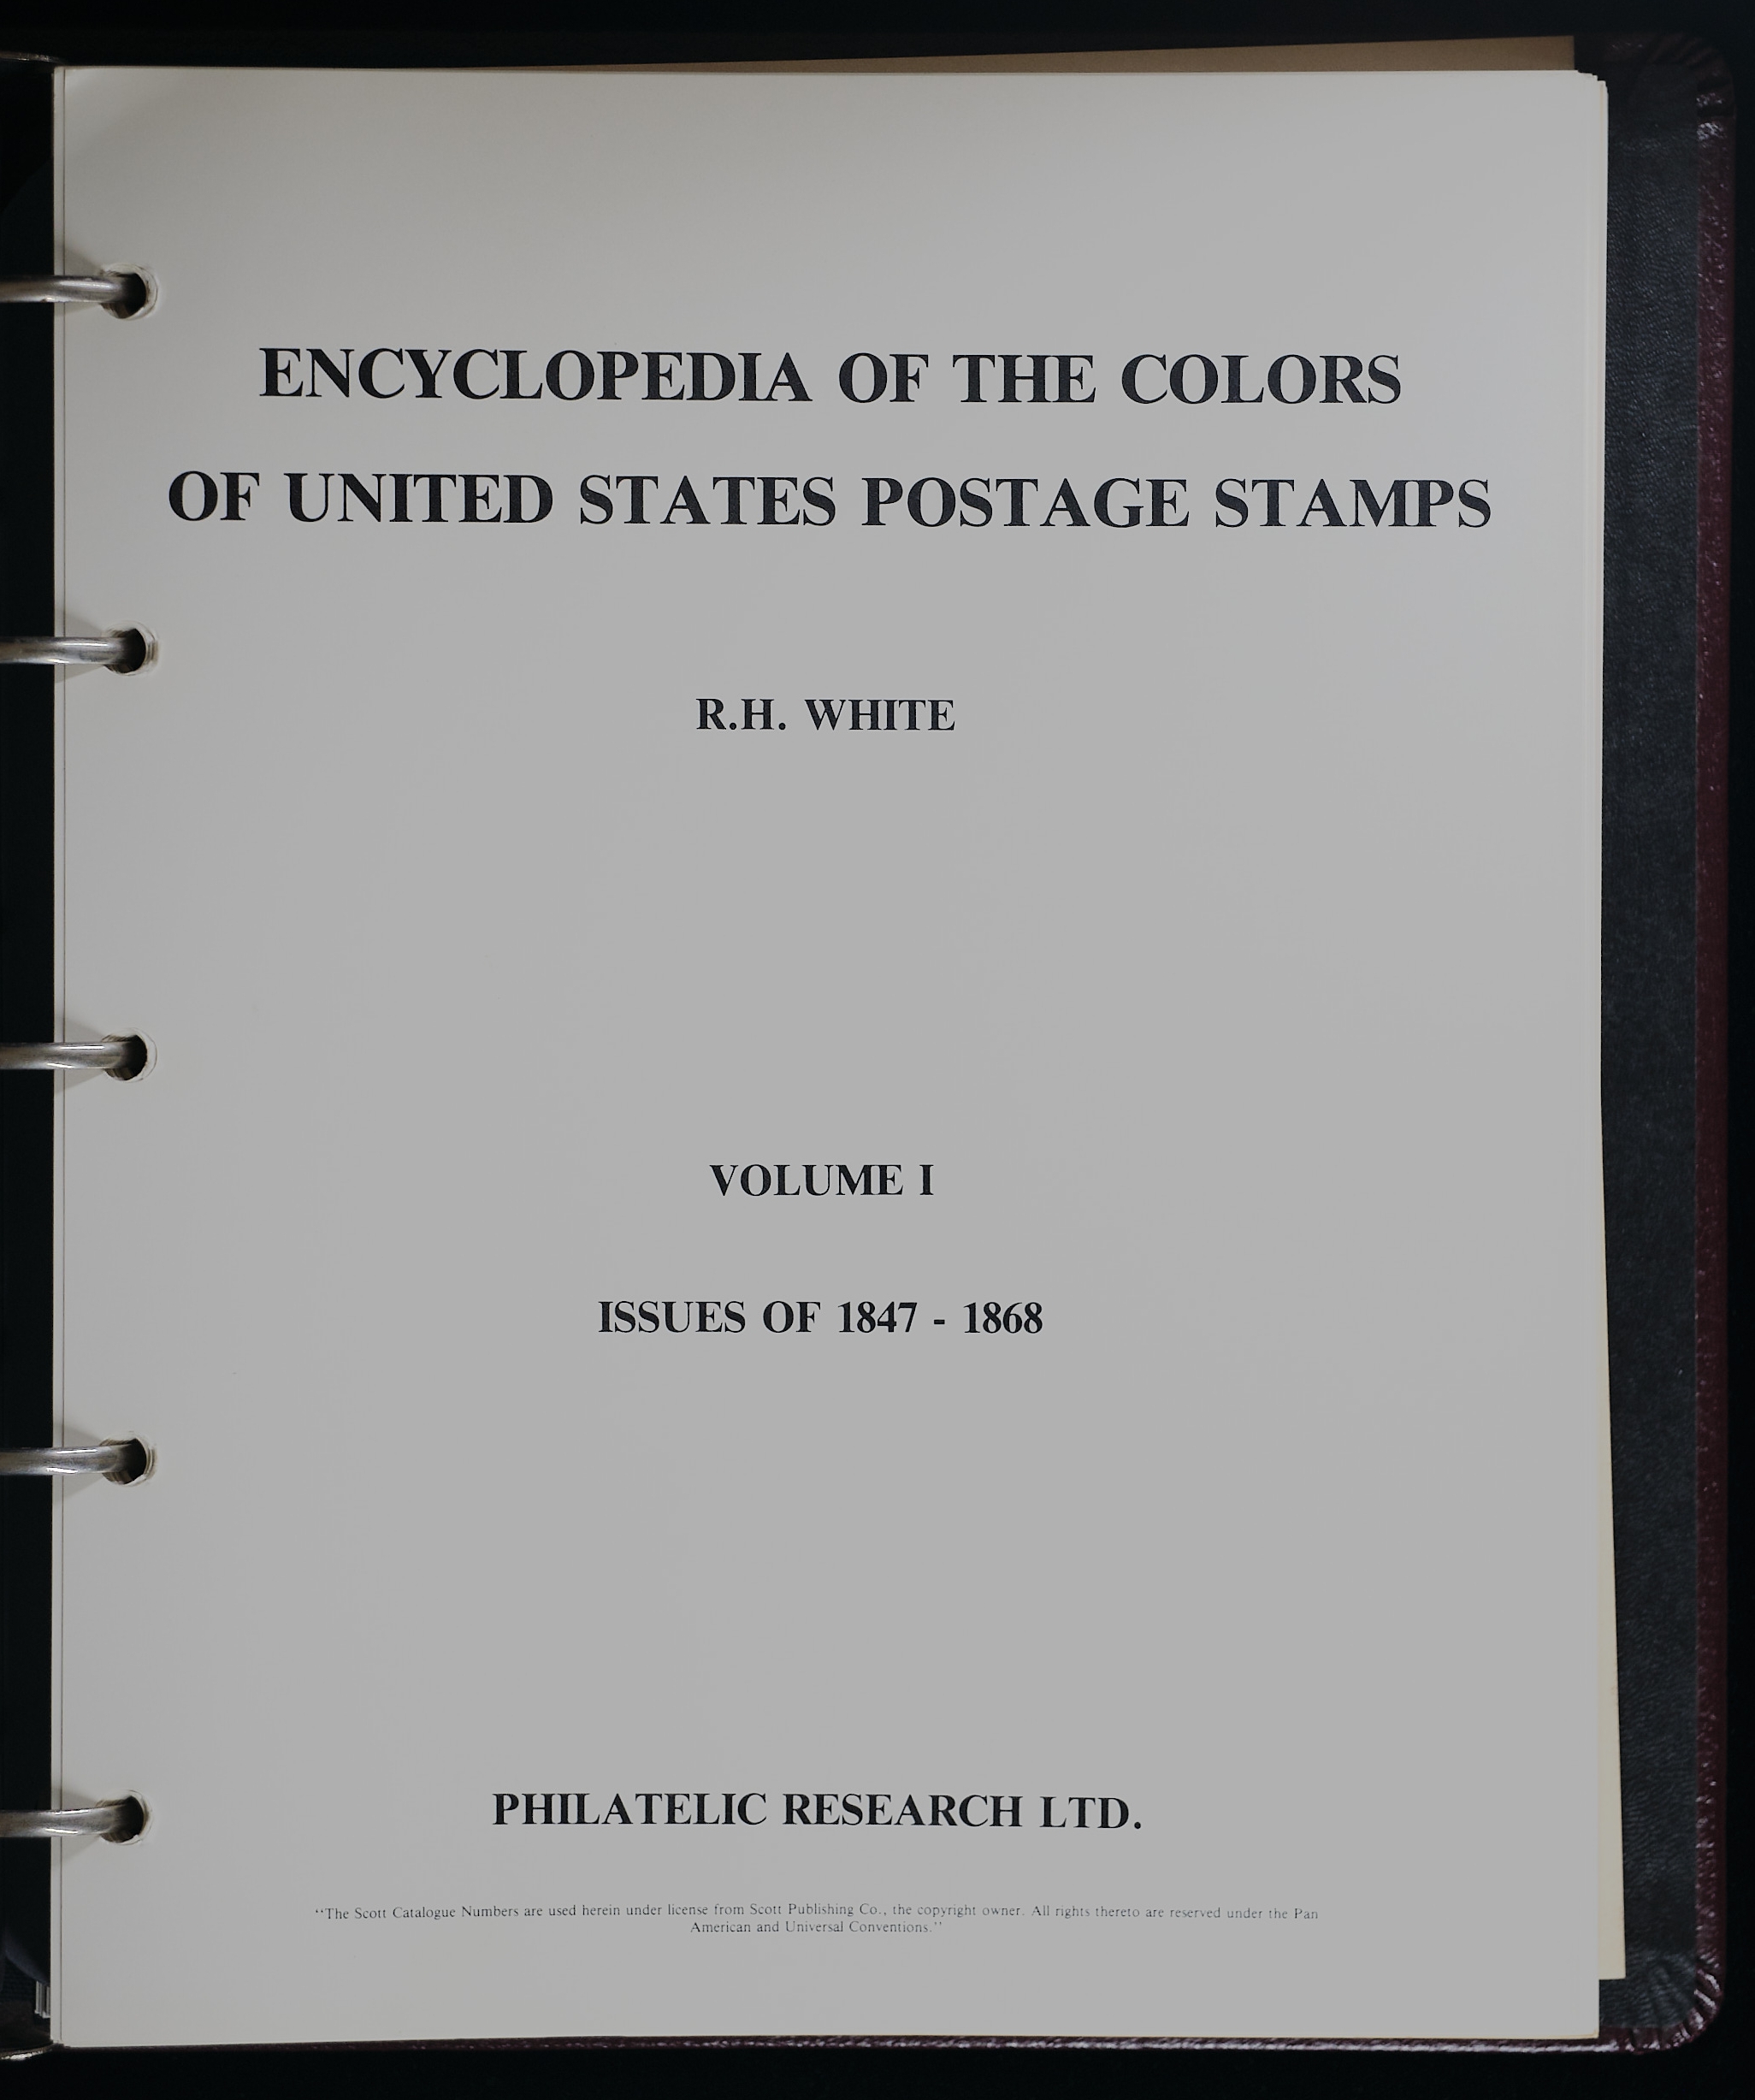 ENCYCLOPEDIA OF THE COLORS
OF UNITED STATES POSTAGE STAMPS
R.H. WHITE
VOLUME I
ISSUES OF 1847 - 1868
PHILATELIC RESEARCH LTD.
‘‘The Scott Catalogue Numbers are used herein under license from Scott Publishing Co., the copyright owner. All rights thereto are reserved under the Pan
American and Universal Conventions.’’